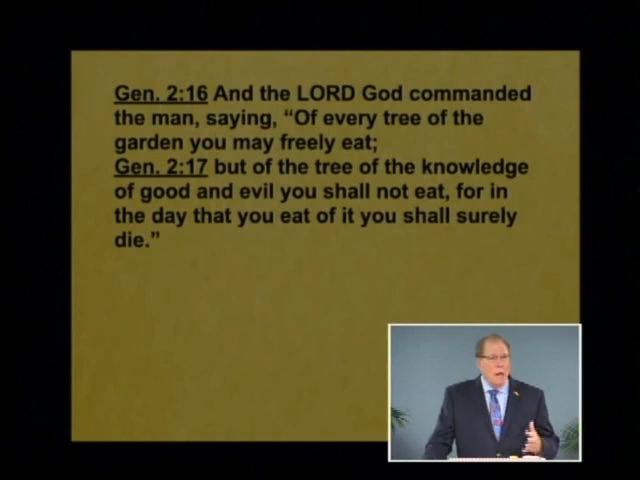 Gen. 2:16 And the LORD God commanded
the man, saying, “Of every tree of the
garden you may freely eat;
Gen. 2:17 but of the tree of the knowledge
of good and evil you shall not eat, for in
the day that you eat of it you shall surely
die.”